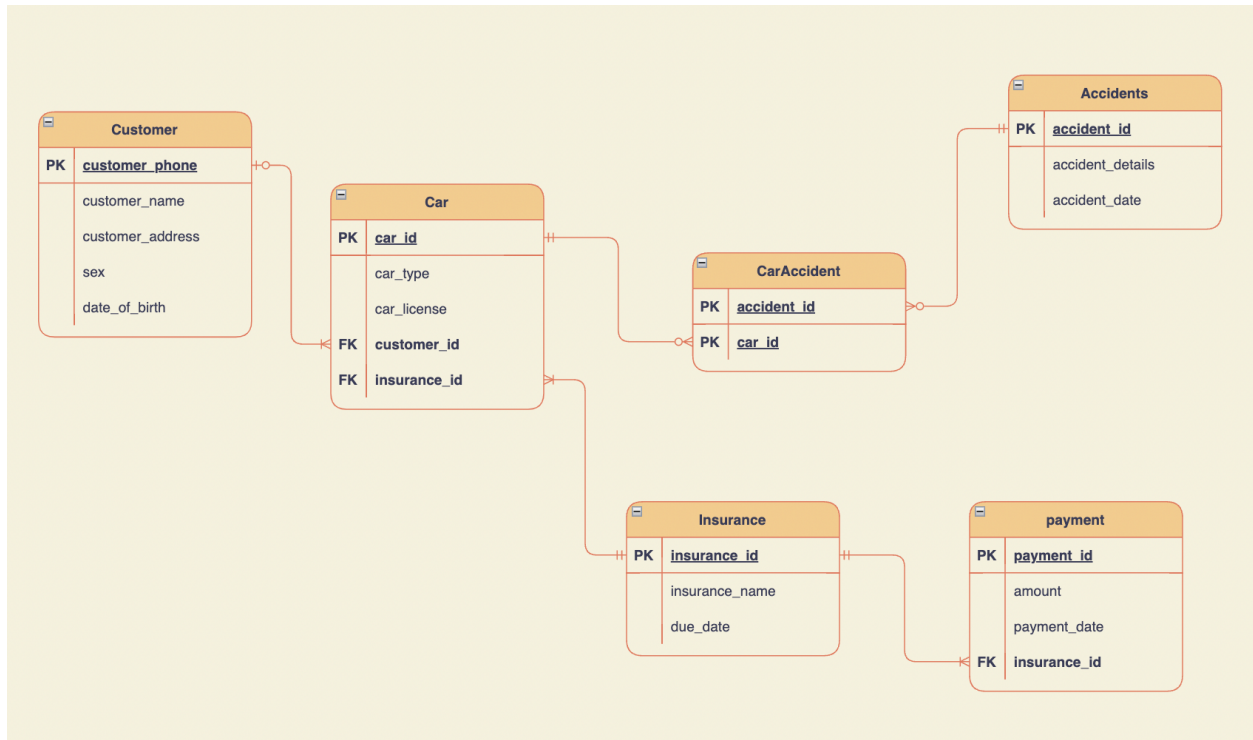 Customer
PK customer_phone
customer_name
customer_address
sex
date_of_birth
Car
PK car_id
car_type
car_license
FK customer_id
FK insurance_id
CarAccident
PK accident_id
PK car_id
Accidents
PK accident_id
accident_details
accident_date
Insurance
PK insurance_id
insurance_name
due_date
payment
PK payment_id
amount
payment_date
FK insurance_id